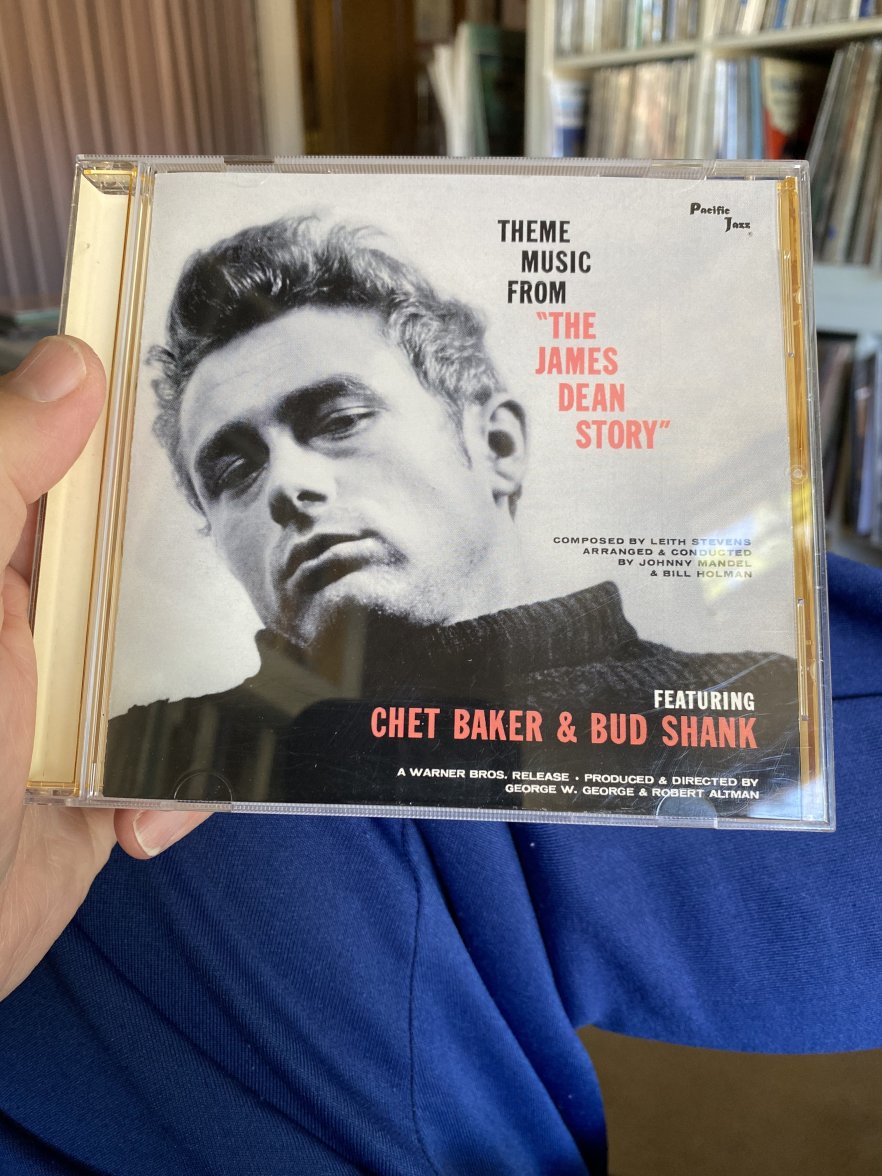 Pacific
Jazz
THEME
MUSIC
FROM
"THE
JAMES
DEAN
STORY"
COMPOSED BY LEITH STEVENS
ARRANGED & CONDUCTED
BY JOHNNY MANDEL
& BILL HOLMAN
FEATURING
CHET BAKER & BUD SHANK
A WARNER BROS. RELEASE · PRODUCED & DIRECTED BY
GEORGE W. GEORGE & ROBERT ALTMAN